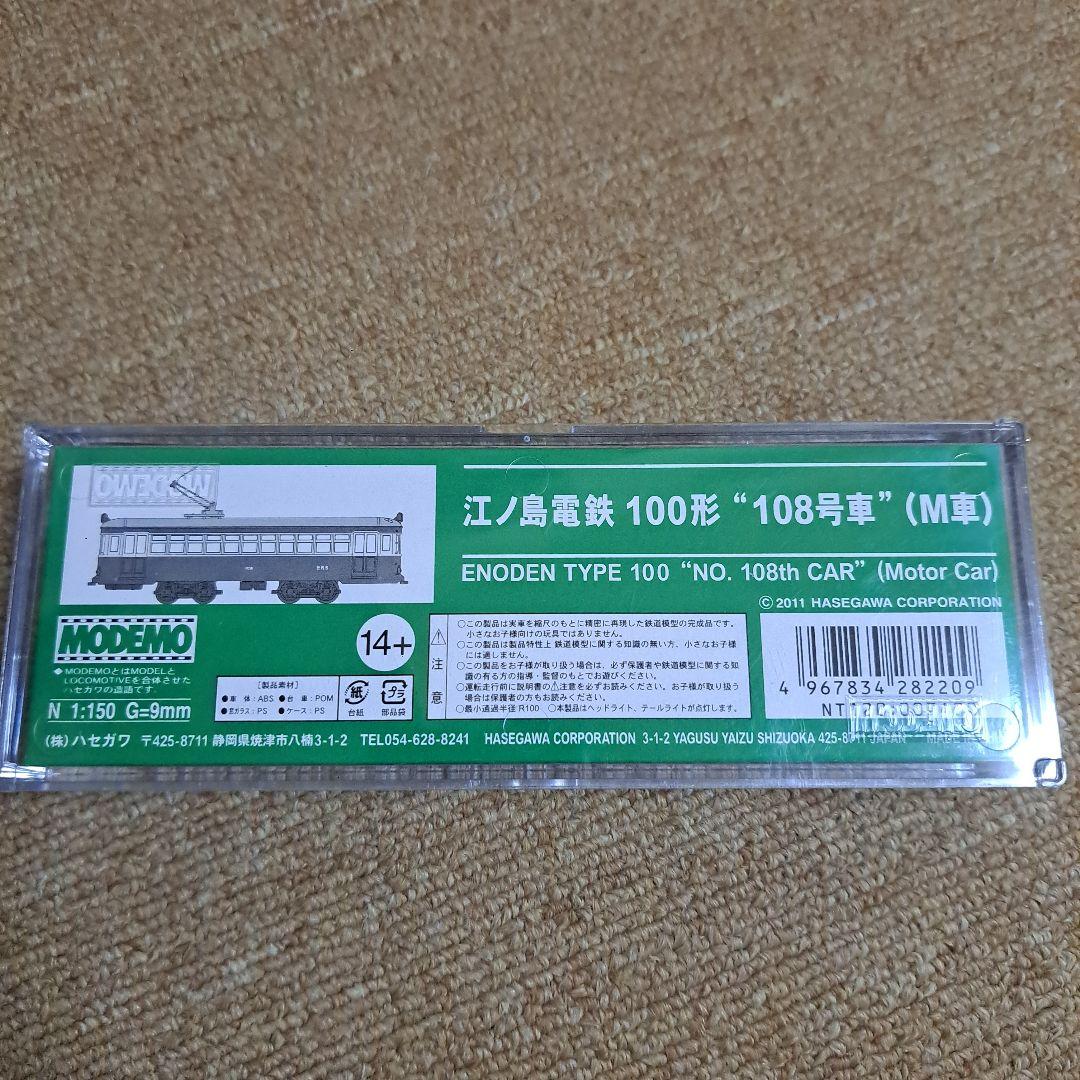 MODEMO
江ノ島電鉄 100形 “108号車” (M車)
ENODEN TYPE 100 “NO. 108th CAR” (Motor Car)
© 2011 HASEGAWA CORPORATION
MODEMO
◆MODEMOとはMODELと
LOCOMOTIVEを合体させた
ハセガワの造語です。
N 1:150 G=9mm
14+
[製品素材]
●車 体:ABS ●台 車:POM
●窓ガラス:PS ●ケース:PS
紙
台紙
プラ
部品袋
注意
○この製品は実車を縮尺のもとに精密に再現した鉄道模型の完成品です。
小さなお子様向けの玩具ではありません。
○この製品は製品特性上 鉄道模型に関する知識の無い方、小さなお子様
には適しません。
○この製品をお子様が取り扱う場合は、必ず保護者や鉄道模型に関する知
識の有る方の指導・監督のもとでお遊びください。
○運転走行前に説明書の⚠注意を必ずお読みください。お子様が取り扱う
場合は保護者の方もお読みください。
○最小通過半径 R100 ○本製品はヘッドライト、テールライトが点灯します。
4 967834 282209
(株) ハセガワ 〒425-8711 静岡県焼津市八楠3-1-2 TEL054-628-8241 HASEGAWA CORPORATION 3-1-2 YAGUSU YAIZU SHIZUOKA 425-8711 JAPAN